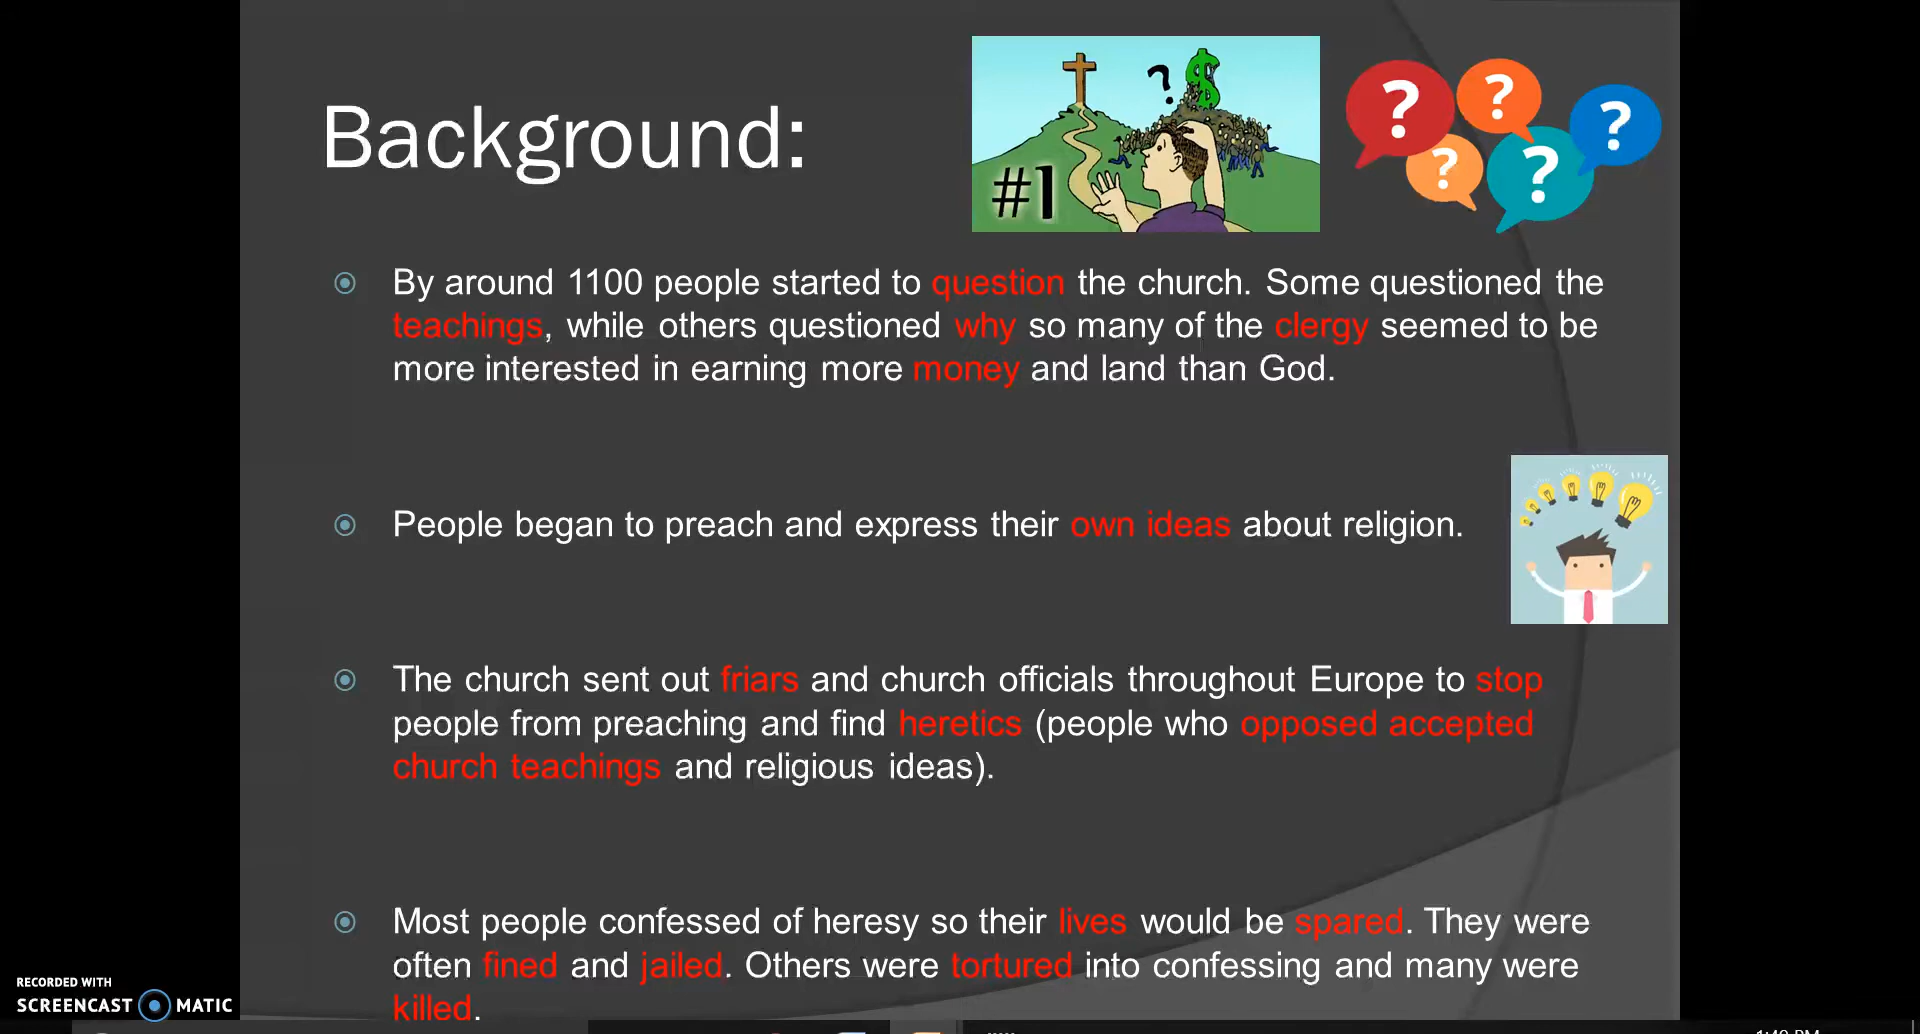 Background:
?
$
#1
? ? ? ? ?
By around 1100 people started to question the church. Some questioned the
teachings, while others questioned why so many of the clergy seemed to be
more interested in earning more money and land than God.
People began to preach and express their own ideas about religion.
The church sent out friars and church officials throughout Europe to stop
people from preaching and find heretics (people who opposed accepted
church teachings and religious ideas).
Most people confessed of heresy so their lives would be spared. They were
often fined and jailed. Others were tortured into confessing and many were
killed.
RECORDED WITH
SCREENCAST MATIC